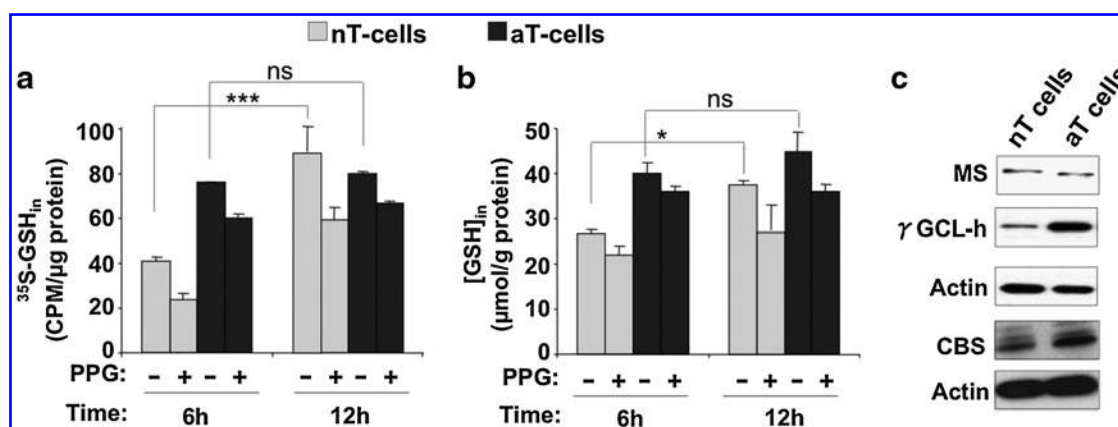 nT-cells aT-cells
a
ns
***
³⁵S-GSHin
(CPM/µg protein)
100
80
60
40
20
0
PPG: – + – + – + – +
Time: 6h 12h
b
ns
*
[GSH]in
(µmol/g protein)
50
40
30
20
10
0
PPG: – + – + – + – +
Time: 6h 12h
c
nT cells
aT cells
MS
γ GCL-h
Actin
CBS
Actin